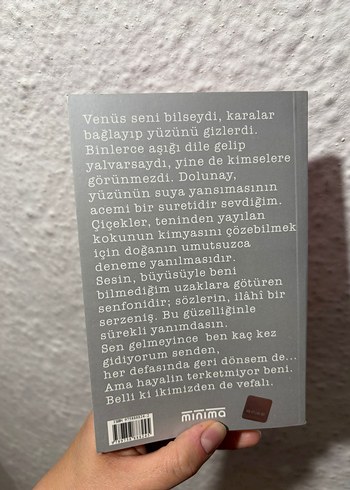 Venüs seni bilseydi, karalar
bağlayıp yüzünü gizlerdi.
Binlerce aşığı dile gelip
yalvarsaydı, yine de kimselere
görünmezdi. Dolunay,
yüzünün suya yansımasının
acemi bir suretidir sevdiğim.
Çiçekler, teninden yayılan
kokunun kimyasını çözebilmek
için doğanın umutsuzca
deneme yanılmasıdır.
Sesin, büyüsüyle beni
bilmediğim uzaklara götüren
senfonidir; sözlerin, ilâhî bir
serzeniş. Bu güzelliğinle
sürekli yanımdasın.
Sen gelmeyince ben kaç kez
gidiyorum senden,
her defasında geri dönsem de...
Ama hayalin terketmiyor beni.
Belli ki ikimizden de vefalı.
minima